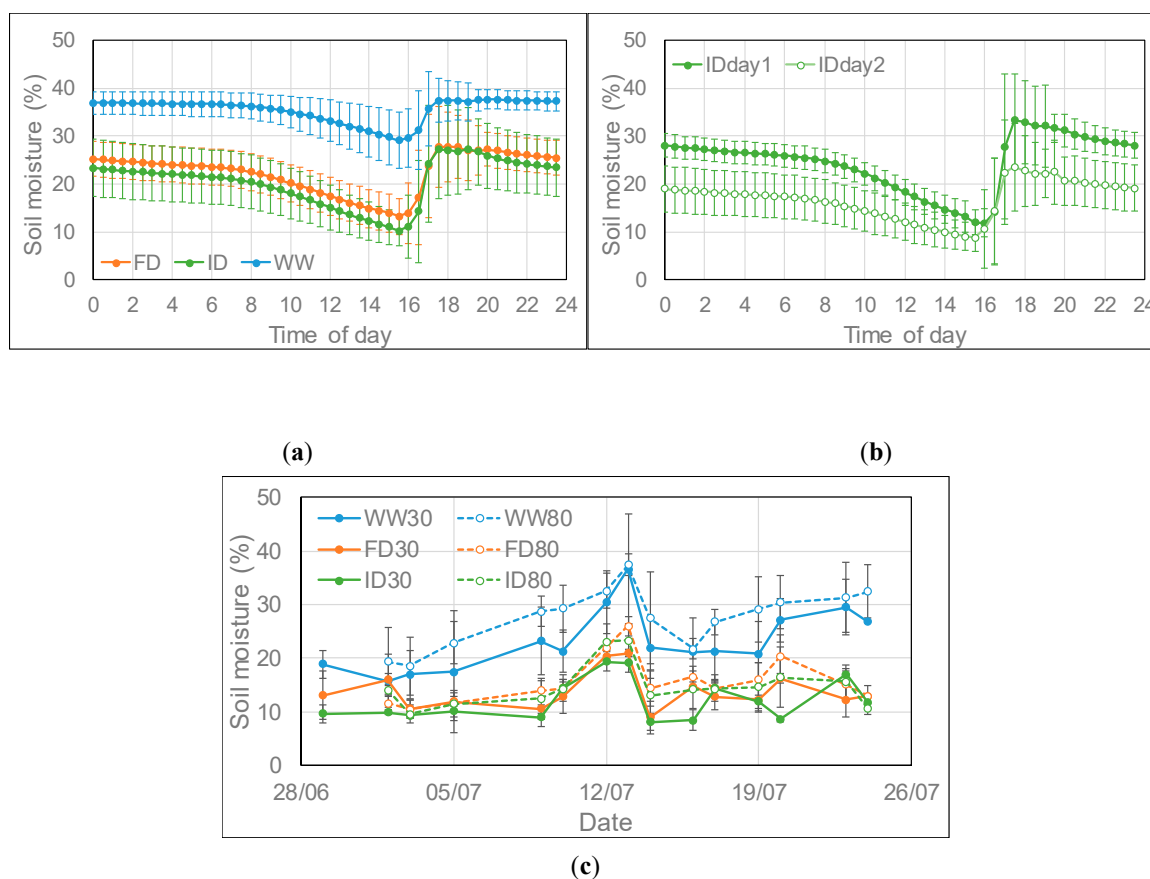 50
40
30
20
10
0
Soil moisture (%)
FD ID WW
0 2 4 6 8 10 12 14 16 18 20 22 24
Time of day
50
40
30
20
10
0
Soil moisture (%)
IDday1 IDday2
0 2 4 6 8 10 12 14 16 18 20 22 24
Time of day
(a)
(b)
50
40
30
20
10
0
Soil moisture (%)
WW30 WW80
FD30 FD80
ID30 ID80
28/06 05/07 12/07 19/07 26/07
Date
(c)